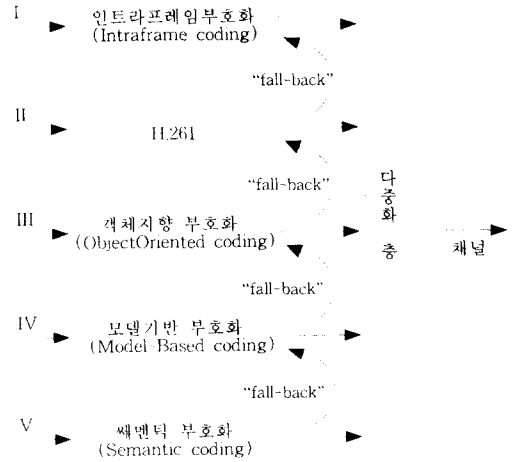 I
인트라프레임부호화
(Intraframe coding)
"fall-back"
II
H.261
"fall-back"
III
객체지향 부호화
(ObjectOriented coding)
"fall-back"
IV
모델기반 부호화
(Model-Based coding)
"fall-back"
V
쌔멘틱 부호화
(Semantic coding)
다중화 층
채널